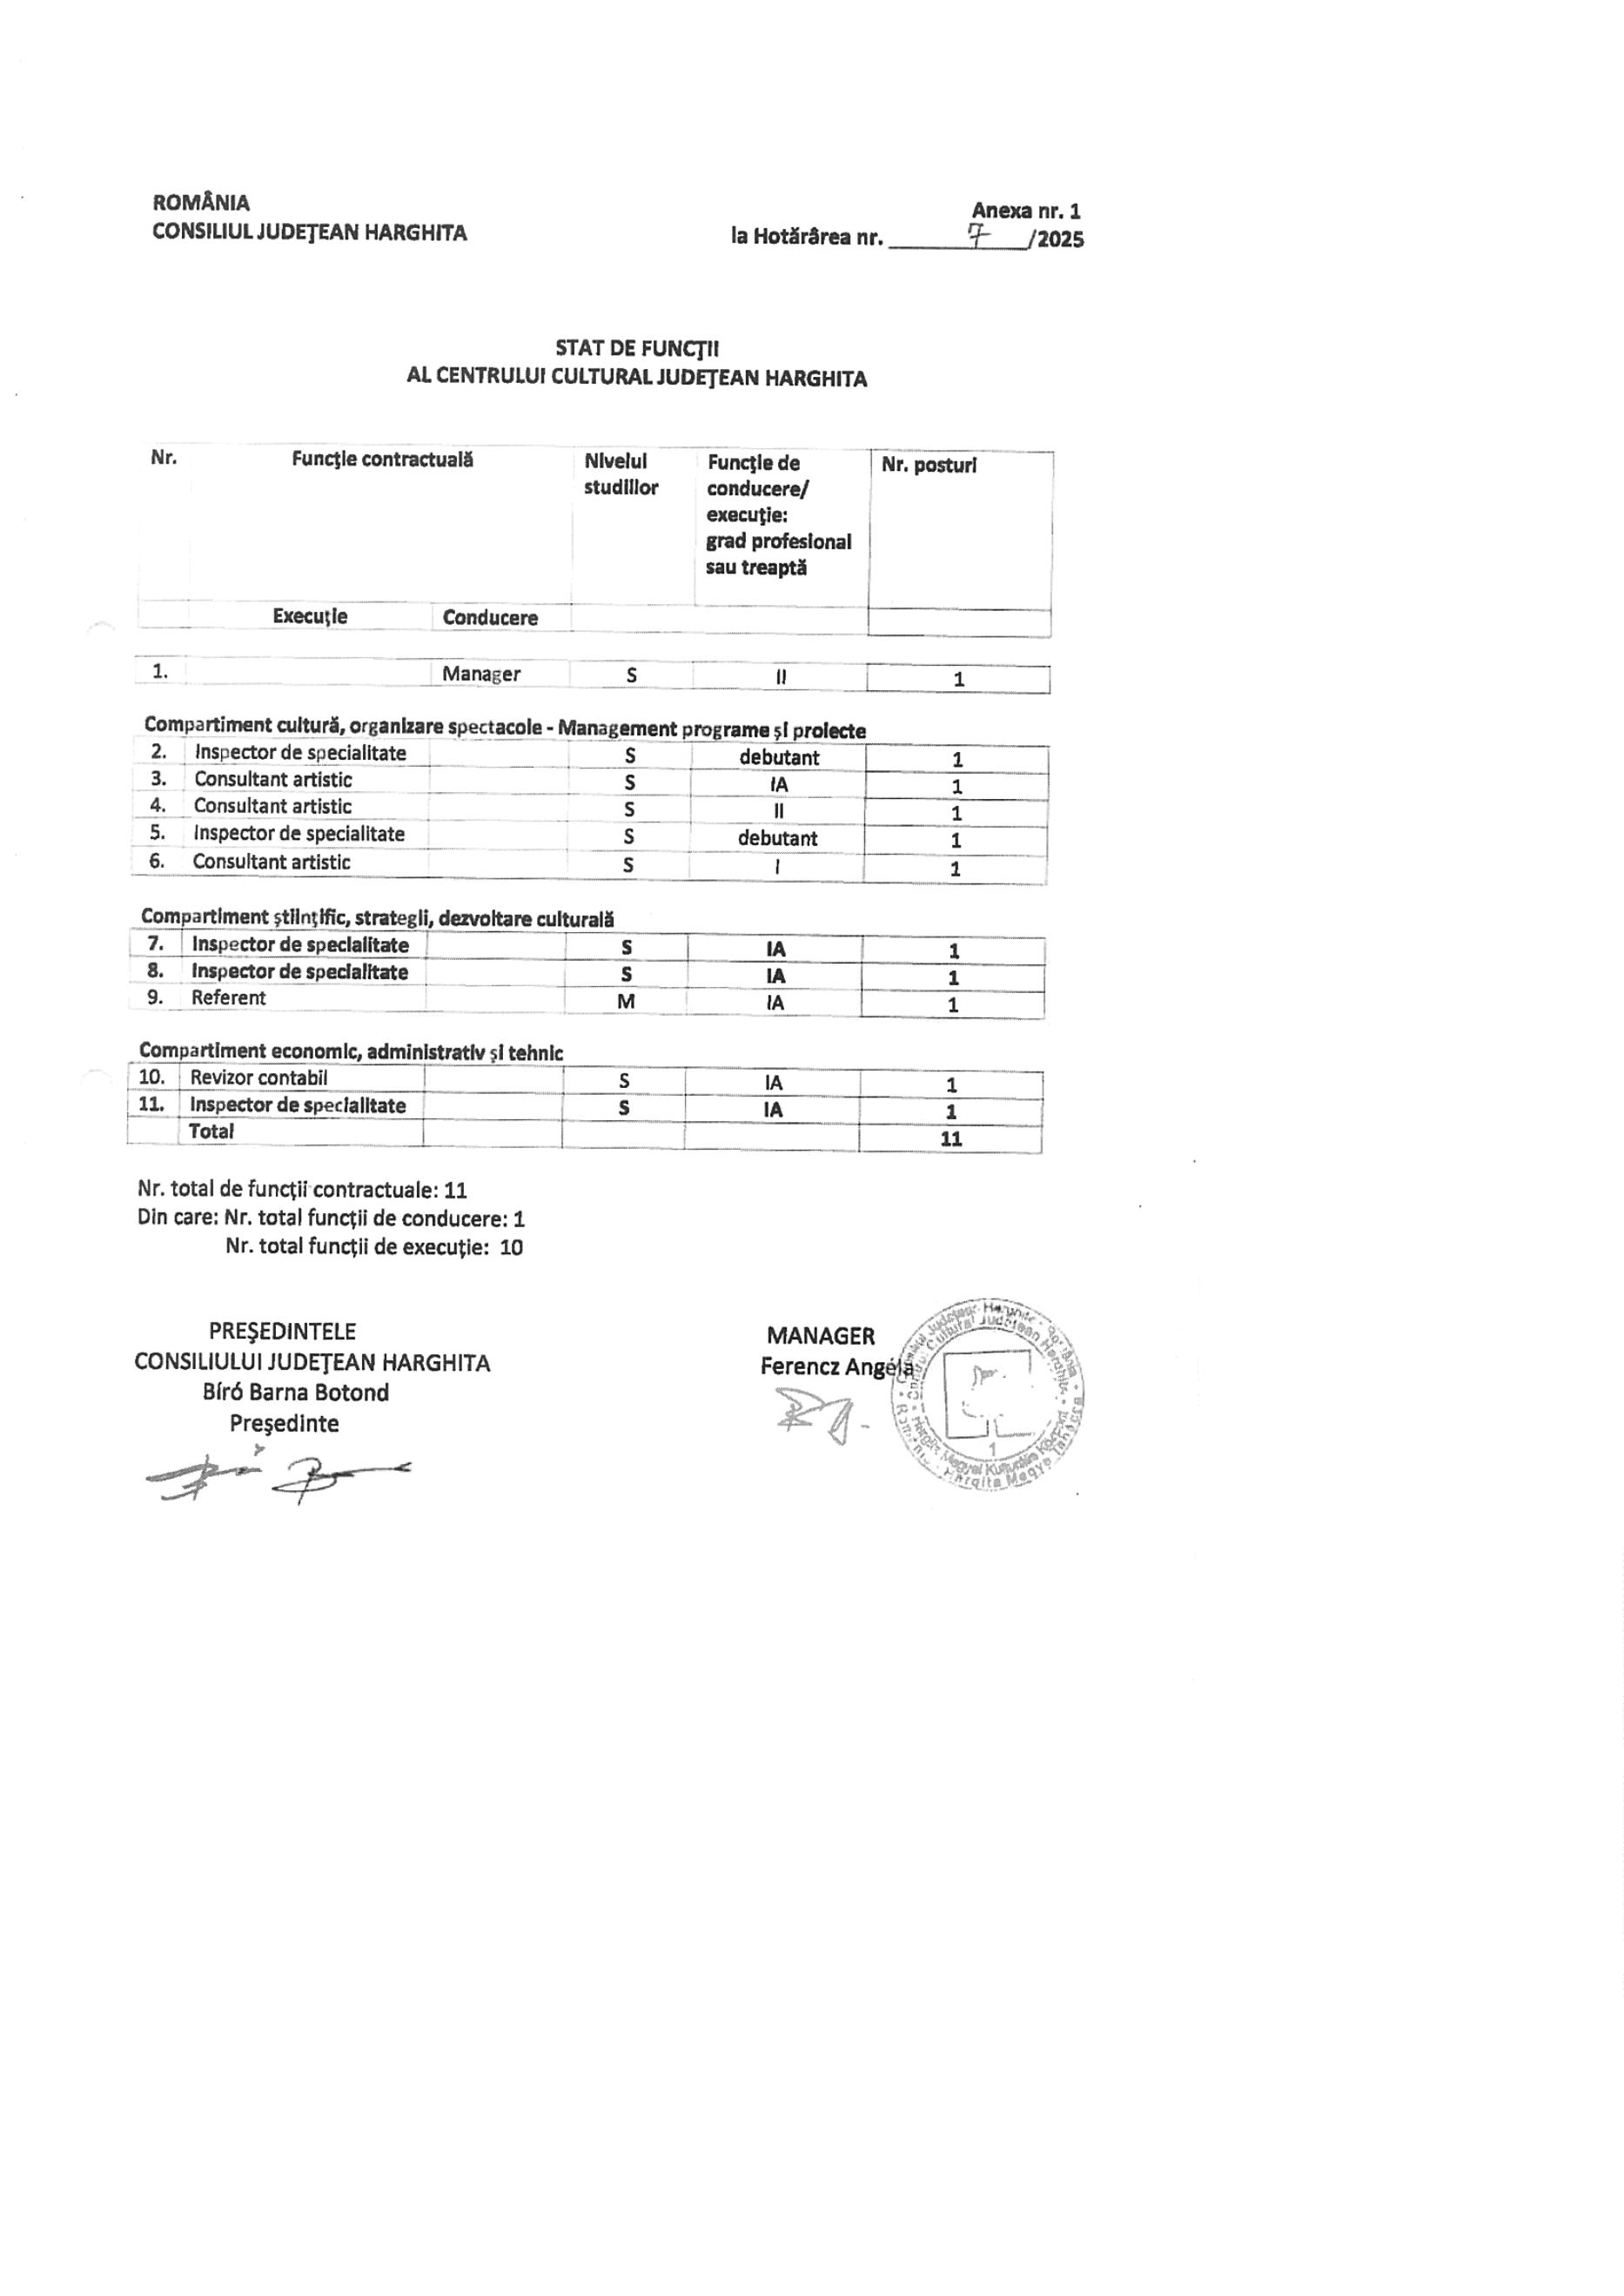 ROMÂNIA
CONSILIUL JUDEŢEAN HARGHITA
Anexa nr. 1
la Hotărârea nr. 7 /2025
STAT DE FUNCŢII
AL CENTRULUI CULTURAL JUDEŢEAN HARGHITA
Nr. Funcţie contractuală Nivelul studiilor Funcţie de conducere/ execuţie: grad profesional sau treaptă Nr. posturi
Execuţie Conducere
1. Manager S II 1
Compartiment cultură, organizare spectacole - Management programe şi proiecte
2. Inspector de specialitate S debutant 1
3. Consultant artistic S IA 1
4. Consultant artistic S II 1
5. Inspector de specialitate S debutant 1
6. Consultant artistic S I 1
Compartiment ştiinţific, strategii, dezvoltare culturală
7. Inspector de specialitate S IA 1
8. Inspector de specialitate S IA 1
9. Referent M IA 1
Compartiment economic, administrativ şi tehnic
10. Revizor contabil S IA 1
11. Inspector de specialitate S IA 1
Total 11
Nr. total de funcţii contractuale: 11
Din care: Nr. total funcţii de conducere: 1
Nr. total funcţii de execuţie: 10
PREŞEDINTELE
CONSILIULUI JUDEŢEAN HARGHITA
Bíró Barna Botond
Preşedinte
MANAGER
Ferencz Angéla
Centrul Cultural Judeţean Harghita
1